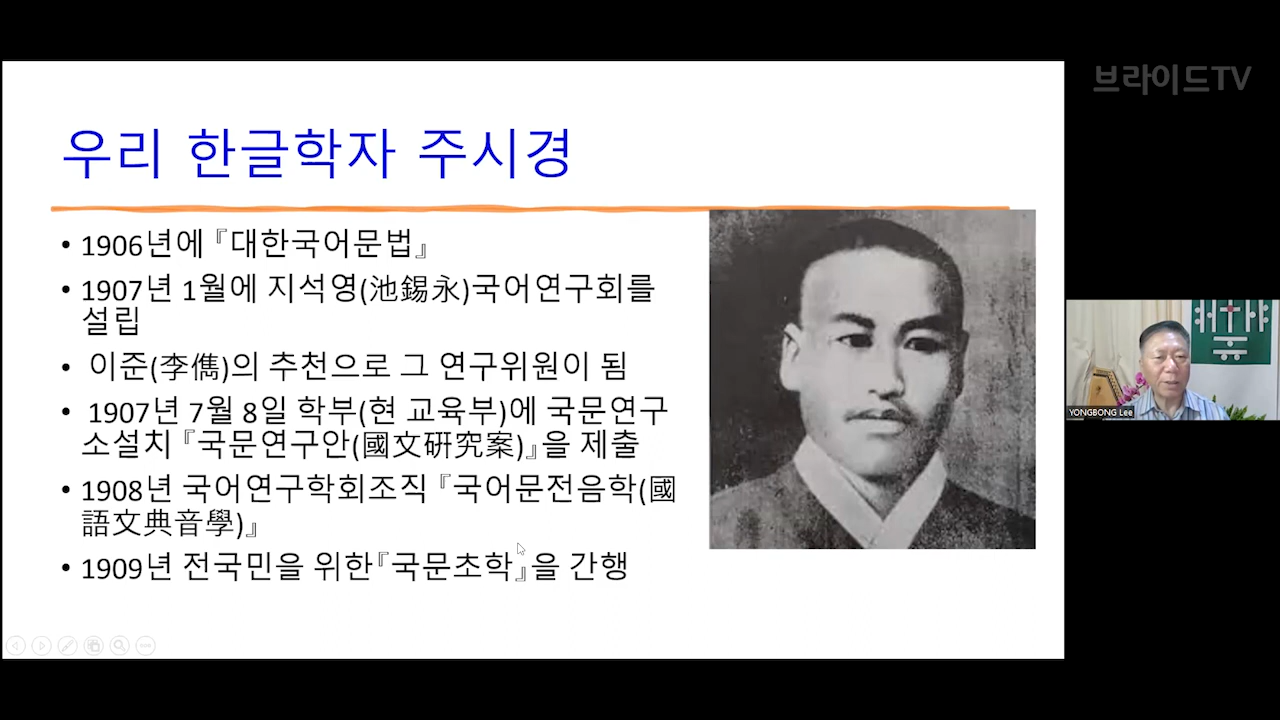 브라이드TV
우리 한글학자 주시경
• 1906년에 『대한국어문법』
• 1907년 1월에 지석영(池錫永)국어연구회를
설립
• 이준(李儁)의 추천으로 그 연구위원이 됨
• 1907년 7월 8일 학부(현 교육부)에 국문연구
소설치 『국문연구안(國文硏究案)』을 제출
• 1908년 국어연구학회조직 『국어문전음학(國
語文典音學)』
• 1909년 전국민을 위한『국문초학』을 간행
YONGBONG Lee